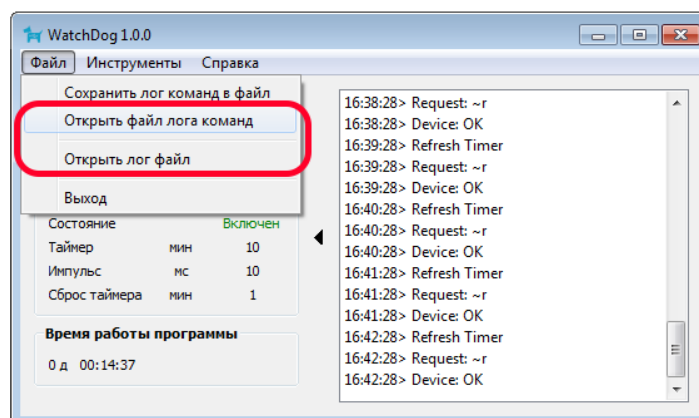 WatchDog 1.0.0
Файл Инструменты Справка
Сохранить лог команд в файл
Открыть файл лога команд
Открыть лог файл
Выход
Состояние Включен
Таймер мин 10
Импульс мс 10
Сброс таймера мин 1
Время работы программы
0 д 00:14:37
16:38:28> Request: ~r
16:38:28> Device: OK
16:39:28> Refresh Timer
16:39:28> Request: ~r
16:39:28> Device: OK
16:40:28> Refresh Timer
16:40:28> Request: ~r
16:40:28> Device: OK
16:41:28> Refresh Timer
16:41:28> Request: ~r
16:41:28> Device: OK
16:42:28> Refresh Timer
16:42:28> Request: ~r
16:42:28> Device: OK